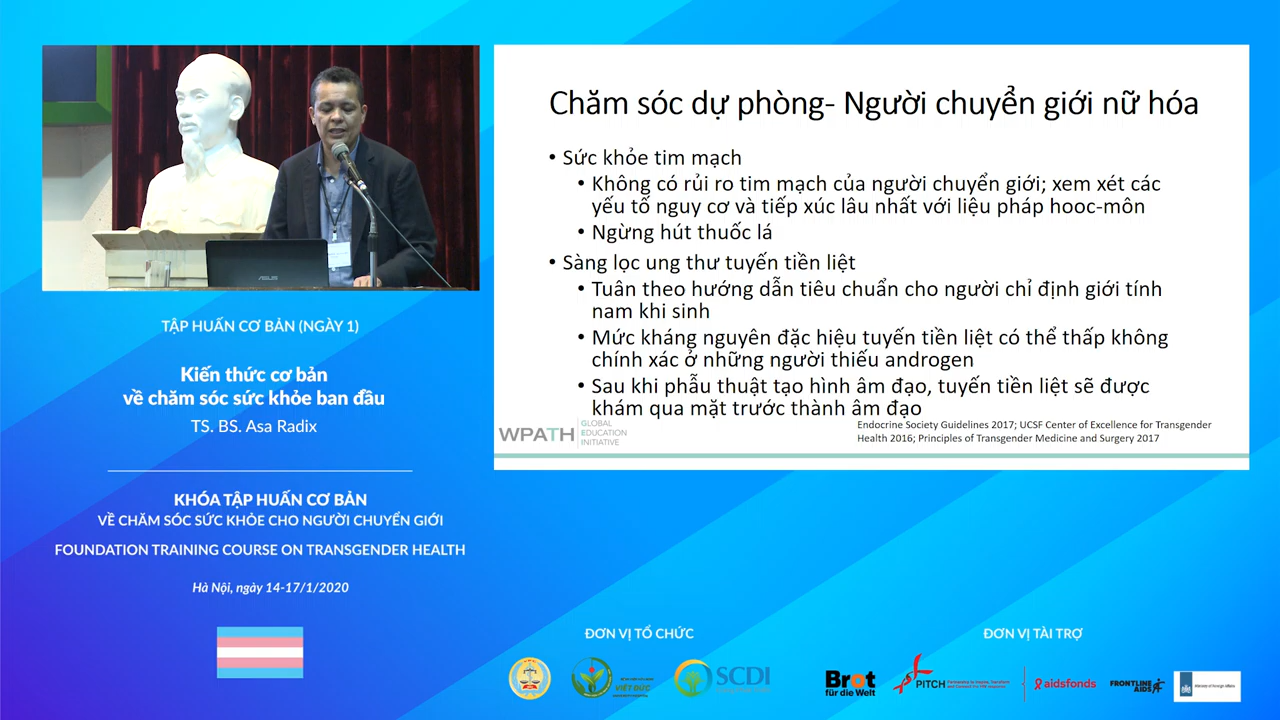 Chăm sóc dự phòng- Người chuyển giới nữ hóa
• Sức khỏe tim mạch
• Không có rủi ro tim mạch của người chuyển giới; xem xét các
yếu tố nguy cơ và tiếp xúc lâu nhất với liệu pháp hooc-môn
• Ngừng hút thuốc lá
• Sàng lọc ung thư tuyến tiền liệt
• Tuân theo hướng dẫn tiêu chuẩn cho người chỉ định giới tính
nam khi sinh
• Mức kháng nguyên đặc hiệu tuyến tiền liệt có thể thấp không
chính xác ở những người thiếu androgen
• Sau khi phẫu thuật tạo hình âm đạo, tuyến tiền liệt sẽ được
khám qua mặt trước thành âm đạo
WPATH
GLOBAL
EDUCATION
INITIATIVE
Endocrine Society Guidelines 2017; UCSF Center of Excellence for Transgender
Health 2016; Principles of Transgender Medicine and Surgery 2017
ASUS
TẬP HUẤN CƠ BẢN (NGÀY 1)
Kiến thức cơ bản
về chăm sóc sức khỏe ban đầu
TS. BS. Asa Radix
KHÓA TẬP HUẤN CƠ BẢN
VỀ CHĂM SÓC SỨC KHỎE CHO NGƯỜI CHUYỂN GIỚI
FOUNDATION TRAINING COURSE ON TRANSGENDER HEALTH
Hà Nội, ngày 14-17/1/2020
ĐƠN VỊ TỔ CHỨC
VIỆT ĐỨC
SCDI
ĐƠN VỊ TÀI TRỢ
Brot
für die Welt
PITCH
aidsfonds
FRONTLINE
AIDS
Ministry of Foreign Affairs